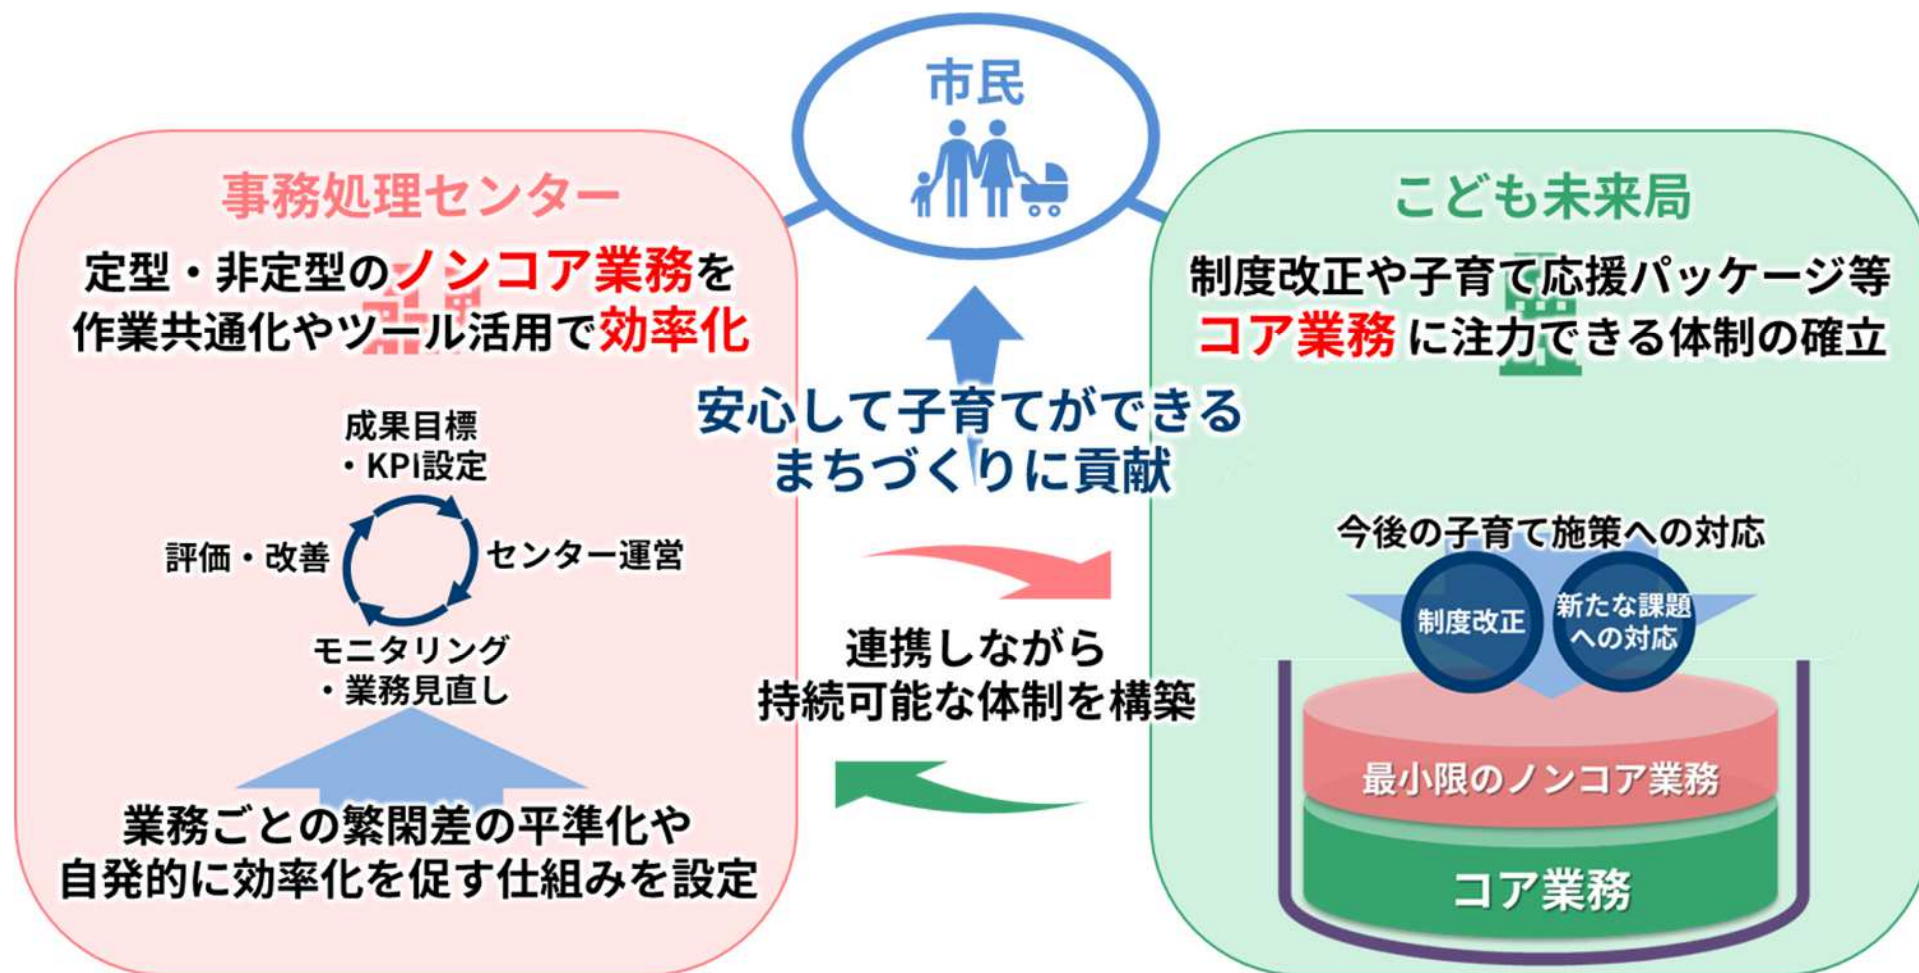 市民
事務処理センター
定型・非定型のノンコア業務を
作業共通化やツール活用で効率化
成果目標
・KPI設定
評価・改善
センター運営
モニタリング
・業務見直し
業務ごとの繁閑差の平準化や
自発的に効率化を促す仕組みを設定
安心して子育てができる
まちづくりに貢献
連携しながら
持続可能な体制を構築
こども未来局
制度改正や子育て応援パッケージ等
コア業務に注力できる体制の確立
今後の子育て施策への対応
制度改正
新たな課題
への対応
最小限のノンコア業務
コア業務